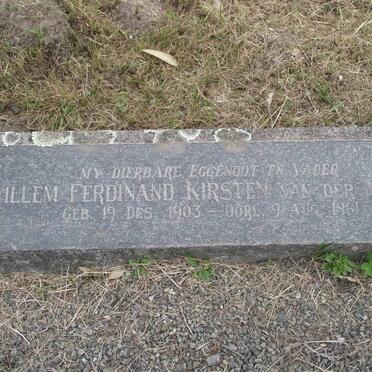 MY DIERBARE EGGENOOT EN VADER
WILLEM FERDINAND KIRSTEN VAN DER
GEB. 19 DES. 1903 — OORL. 9 AUG. 1961